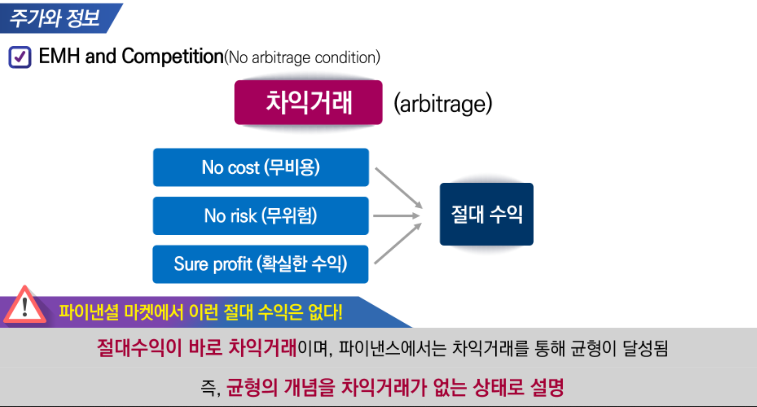 주가와 정보
EMH and Competition(No arbitrage condition)
차익거래 (arbitrage)
No cost (무비용)
No risk (무위험)
Sure profit (확실한 수익)
절대 수익
파이낸셜 마켓에서 이런 절대 수익은 없다!
절대수익이 바로 차익거래이며, 파이낸스에서는 차익거래를 통해 균형이 달성됨
즉, 균형의 개념을 차익거래가 없는 상태로 설명